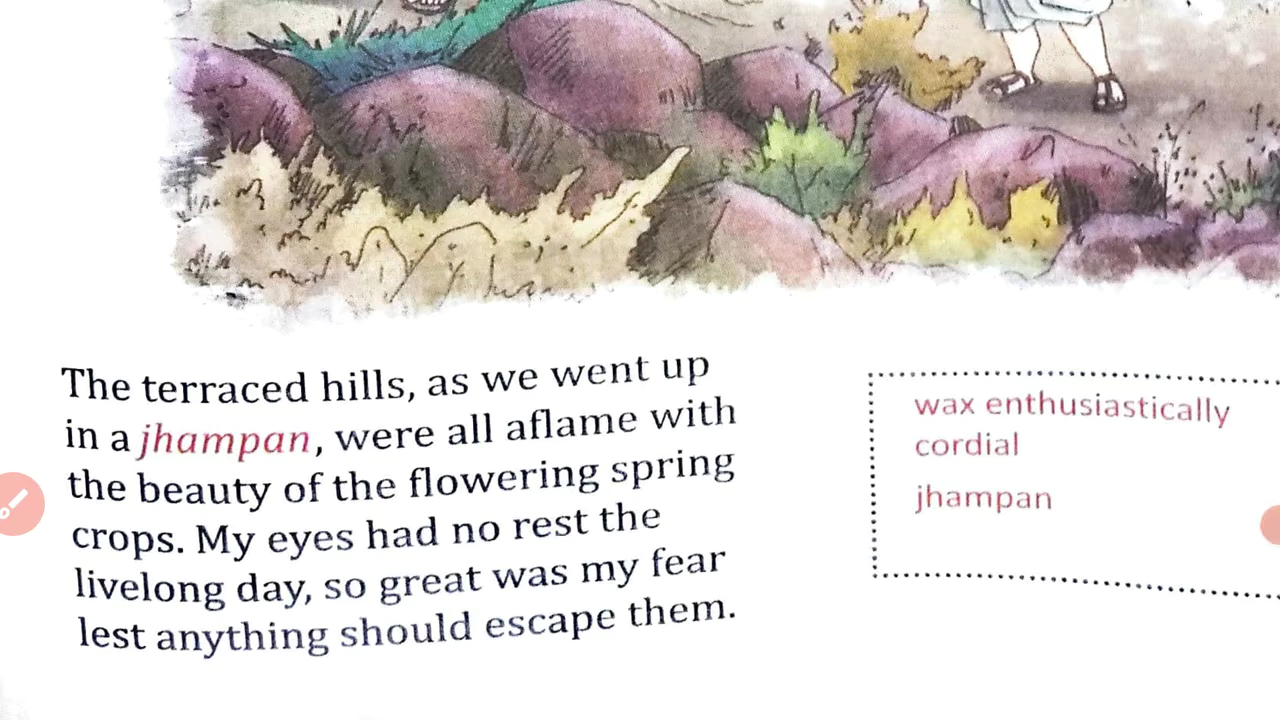 The terraced hills, as we went up
in a jhampan, were all aflame with
the beauty of the flowering spring
crops. My eyes had no rest the
livelong day, so great was my fear
lest anything should escape them.
wax enthusiastically
cordial
jhampan